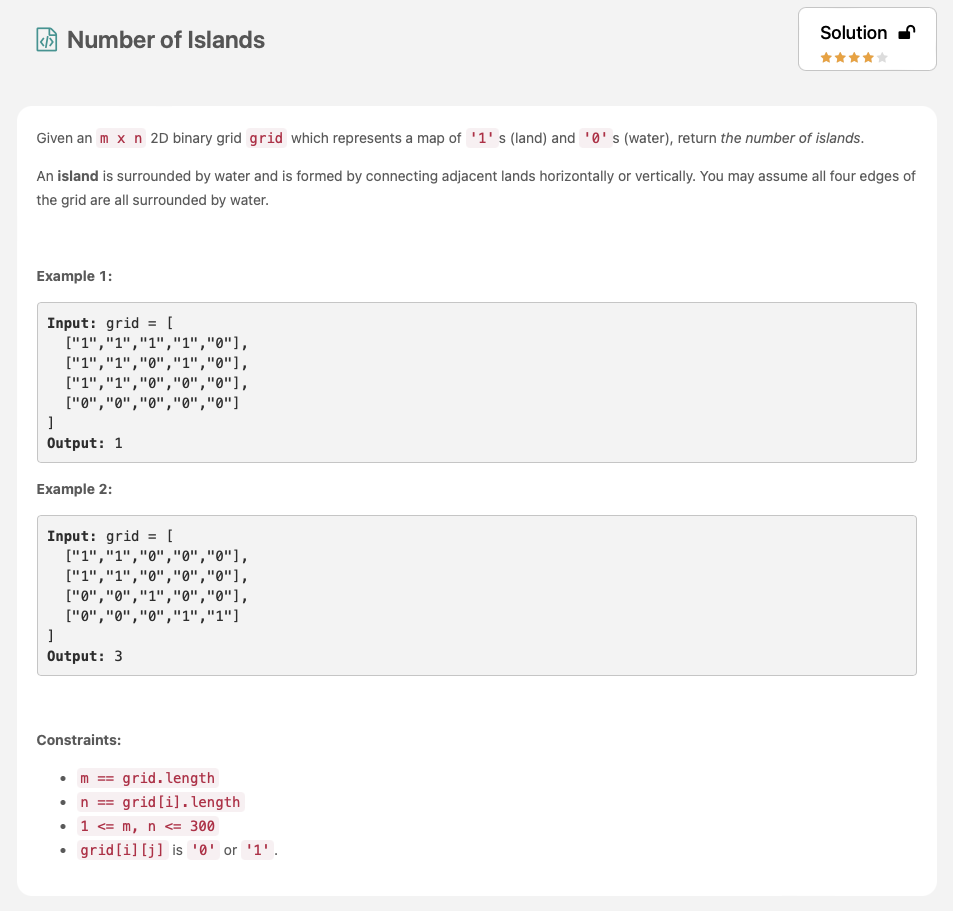 Number of Islands
Solution
Given an m x n 2D binary grid grid which represents a map of '1's (land) and '0's (water), return the number of islands.
An island is surrounded by water and is formed by connecting adjacent lands horizontally or vertically. You may assume all four edges of
the grid are all surrounded by water.
Example 1:
Input: grid = [
  ["1","1","1","1","0"],
  ["1","1","0","1","0"],
  ["1","1","0","0","0"],
  ["0","0","0","0","0"]
]
Output: 1
Example 2:
Input: grid = [
  ["1","1","0","0","0"],
  ["1","1","0","0","0"],
  ["0","0","1","0","0"],
  ["0","0","0","1","1"]
]
Output: 3
Constraints:
• m == grid.length
• n == grid[i].length
• 1 <= m, n <= 300
• grid[i][j] is '0' or '1'.